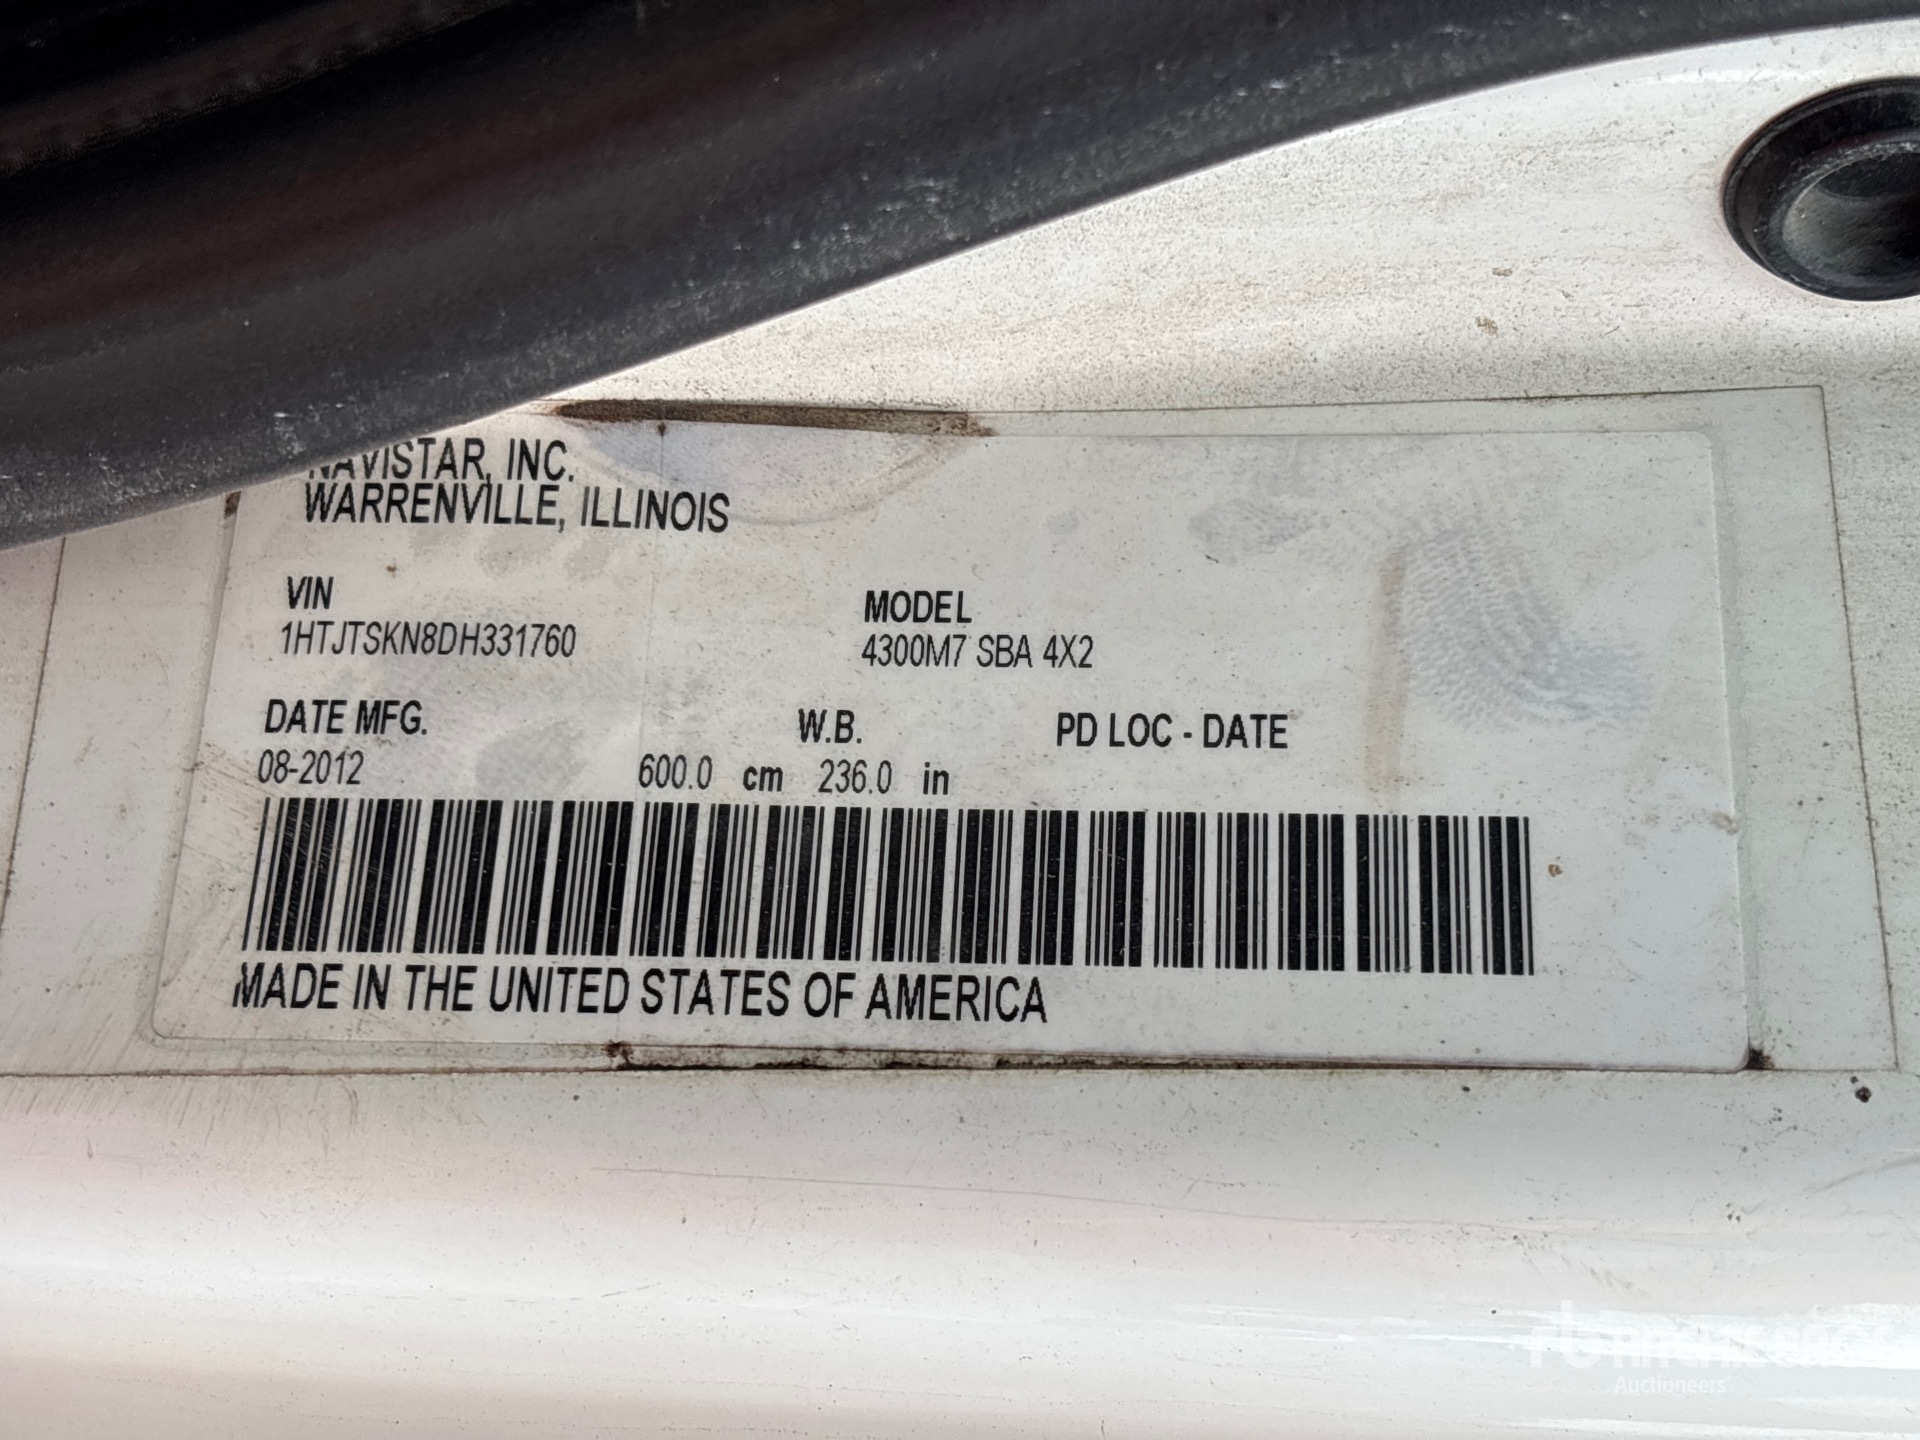 NAVISTAR, INC.
WARRENVILLE, ILLINOIS
VIN MODEL
1HTJTSKN8DH331760 4300M7 SBA 4X2
DATE MFG. W.B. PD LOC - DATE
08-2012 600.0 cm 236.0 in
MADE IN THE UNITED STATES OF AMERICA
Auctioneers